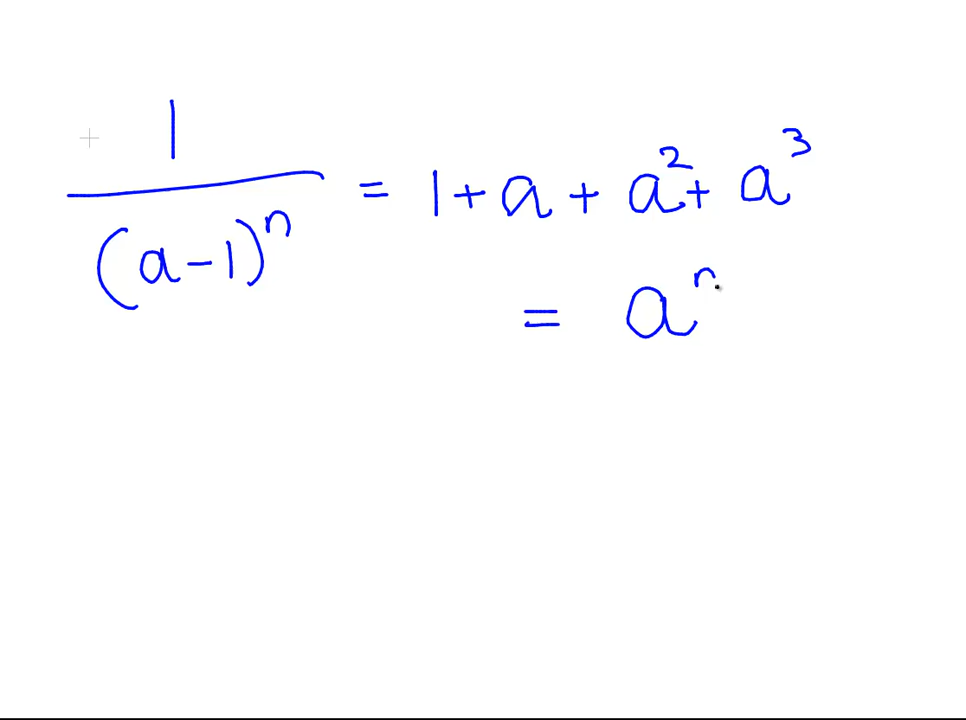 1/(a-1)^n = 1 + a + a^2 + a^3
= a^n